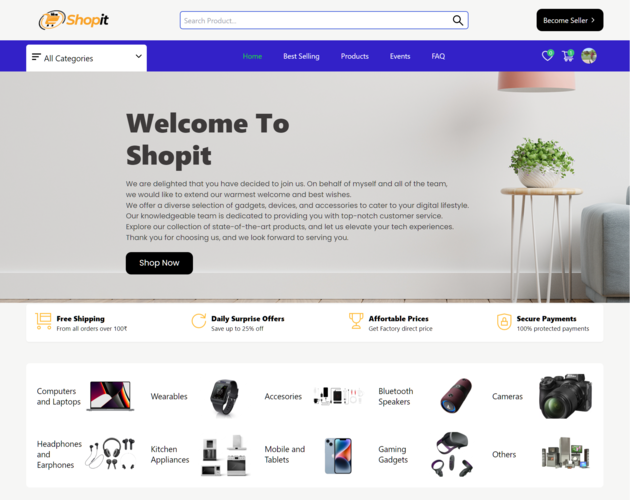 Shopit
Search Product...
Become Seller
All Categories
Home Best Selling Products Events FAQ
Welcome To
Shopit
We are delighted that you have decided to join us. On behalf of myself and all of the team,
we would like to extend our warmest welcome and best wishes.
We offer a diverse selection of gadgets, devices, and accessories to cater to your digital lifestyle.
Our knowledgeable team is dedicated to providing you with top-notch customer service.
Explore our collection of state-of-the-art products, and let us elevate your tech experiences.
Thank you for choosing us, and we look forward to serving you.
Shop Now
Free Shipping
From all orders over 100₹
Daily Surprise Offers
Save up to 25% off
Affortable Prices
Get Factory direct price
Secure Payments
100% protected payments
Computers
and Laptops
Wearables
Accesories
Bluetooth
Speakers
Cameras
Headphones
and
Earphones
Kitchen
Appliances
Mobile and
Tablets
Gaming
Gadgets
Others